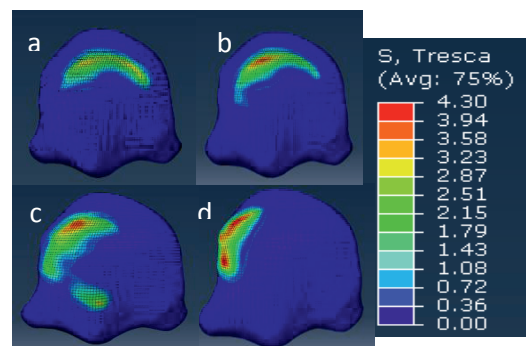 a
b
c
d
S, Tresca
(Avg: 75%)
4.30
3.94
3.58
3.23
2.87
2.51
2.15
1.79
1.43
1.08
0.72
0.36
0.00